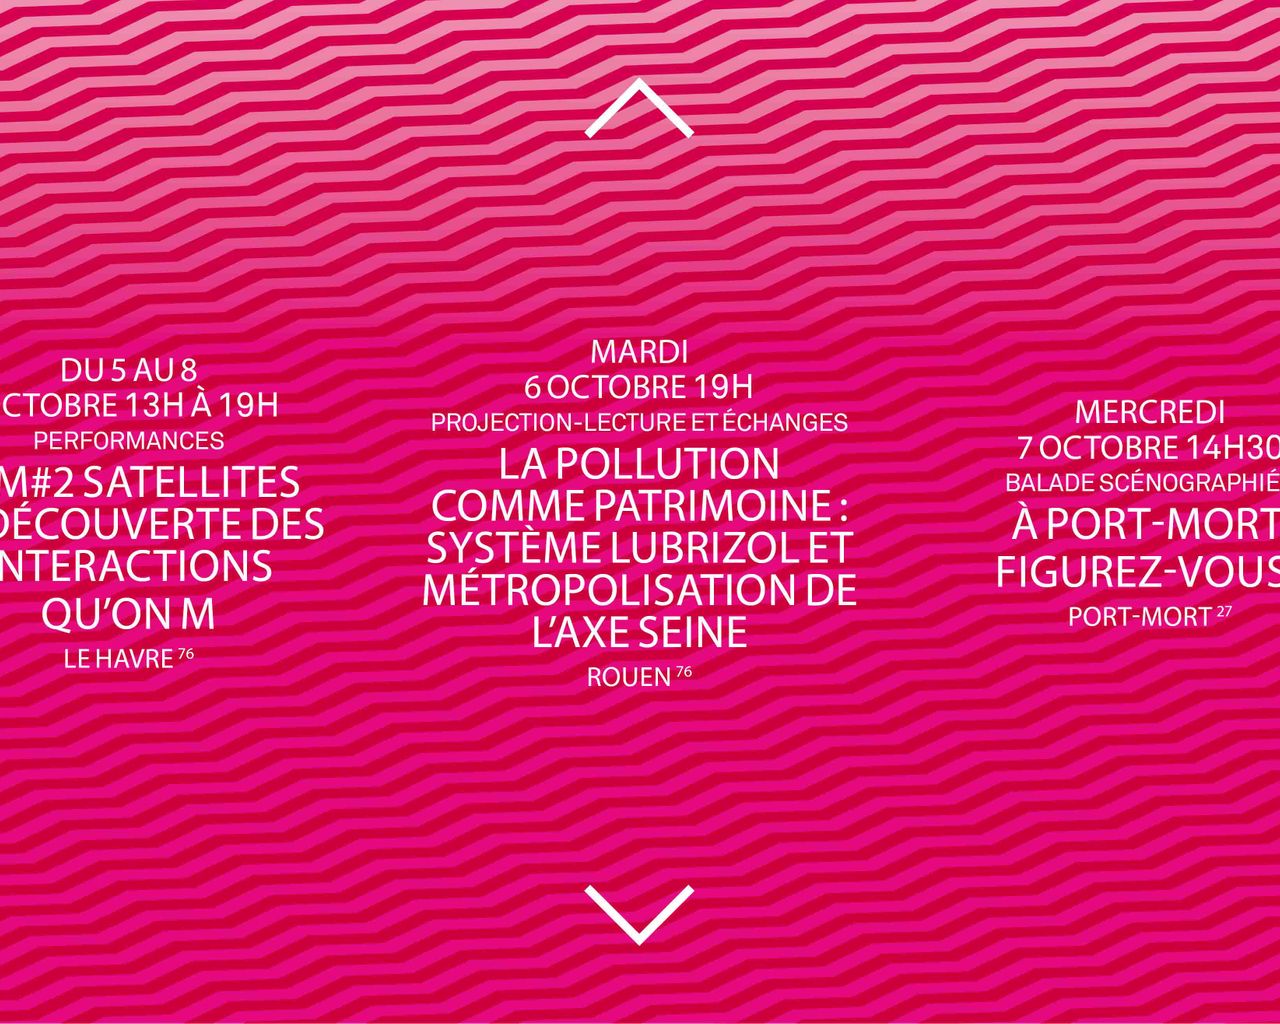 DU 5 AU 8
CTOBRE 13H À 19H
PERFORMANCES
M#2 SATELLITES
DÉCOUVERTE DES
NTERACTIONS
QU'ON M
LE HAVRE 76
MARDI
6 OCTOBRE 19H
PROJECTION-LECTURE ET ÉCHANGES
LA POLLUTION
COMME PATRIMOINE :
SYSTÈME LUBRIZOL ET
MÉTROPOLISATION DE
L'AXE SEINE
ROUEN 76
MERCREDI
7 OCTOBRE 14H30
BALADE SCÉNOGRAPHIÉ
À PORT-MORT
FIGUREZ-VOUS
PORT-MORT 27